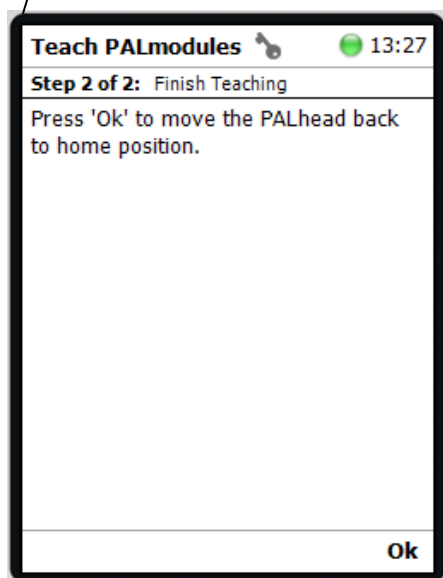 Teach PALmodules 13:27
Step 2 of 2: Finish Teaching
Press 'Ok' to move the PALhead back
to home position.
Ok